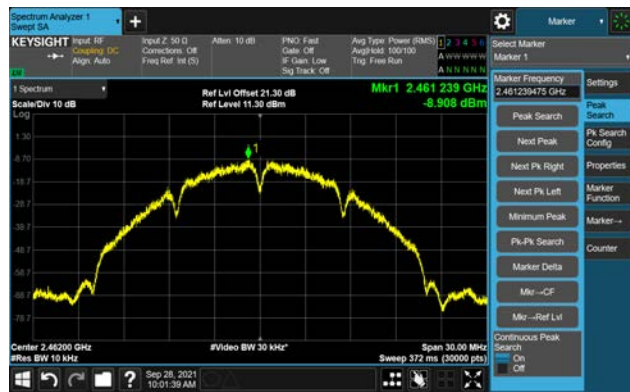 Spectrum Analyzer 1
Swept SA
Marker
KEYSIGHT
Input: RF
Coupling: DC
Align: Auto
Input Z: 50 Ω
Corrections: Off
Freq Ref: Int (S)
Atten: 10 dB
PNO: Fast
Gate: Off
IF Gain: Low
Sig Track: Off
Avg Type: Power (RMS)
Avg|Hold: 100/100
Trig: Free Run
1 2 3 4 5 6
A W W W W W
A N N N N N
Select Marker
Marker 1
1 Spectrum
Scale/Div 10 dB
Log
Ref Lvl Offset 21.30 dB
Ref Level 11.30 dBm
Mkr1 2.461 239 GHz
-8.908 dBm
1.30
-8.70
-18.7
-28.7
-38.7
-48.7
-58.7
-68.7
-78.7
1
Center 2.46200 GHz
#Res BW 10 kHz
#Video BW 30 kHz*
Span 30.00 MHz
Sweep 372 ms (30000 pts)
Marker Frequency
2.461239475 GHz
Peak Search
Next Peak
Next Pk Right
Next Pk Left
Minimum Peak
Pk-Pk Search
Marker Delta
Mkr→CF
Mkr→Ref Lvl
Continuous Peak
Search
On
Off
Settings
Peak
Search
Pk Search
Config
Properties
Marker
Function
Marker→
Counter
Sep 28, 2021
10:01:39 AM